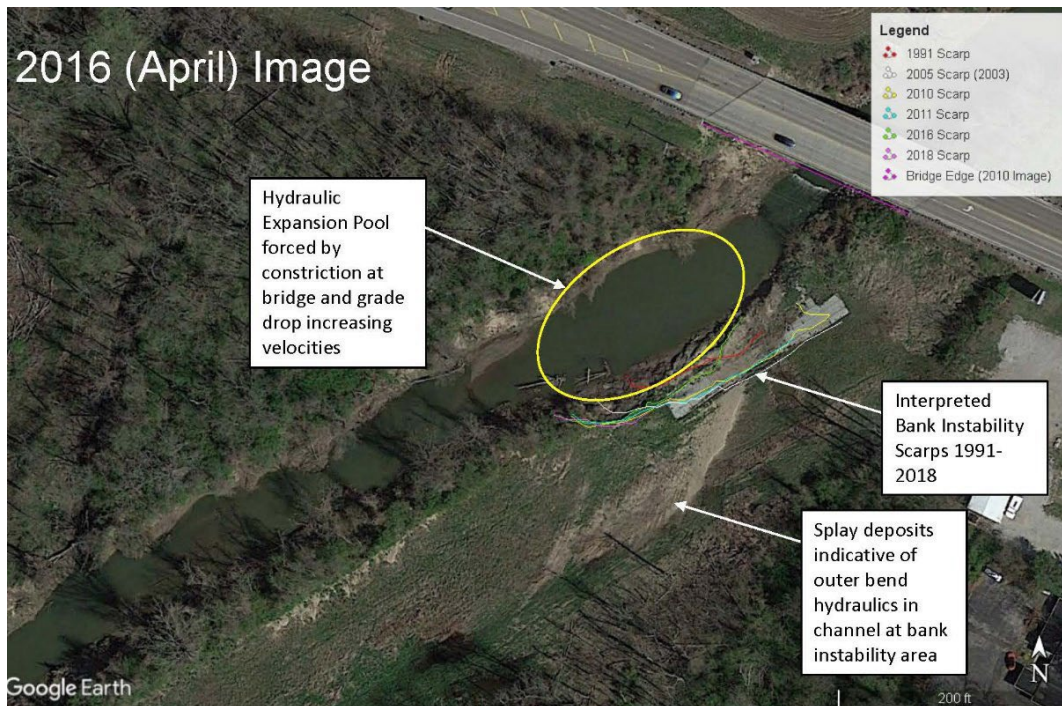 2016 (April) Image
Legend
1991 Scarp
2005 Scarp (2003)
2010 Scarp
2011 Scarp
2016 Scarp
2018 Scarp
Bridge Edge (2010 Image)
Hydraulic
Expansion Pool
forced by
constriction at
bridge and grade
drop increasing
velocities
Interpreted
Bank Instability
Scarps 1991-
2018
Splay deposits
indicative of
outer bend
hydraulics in
channel at bank
instability area
Google Earth
N
200 ft